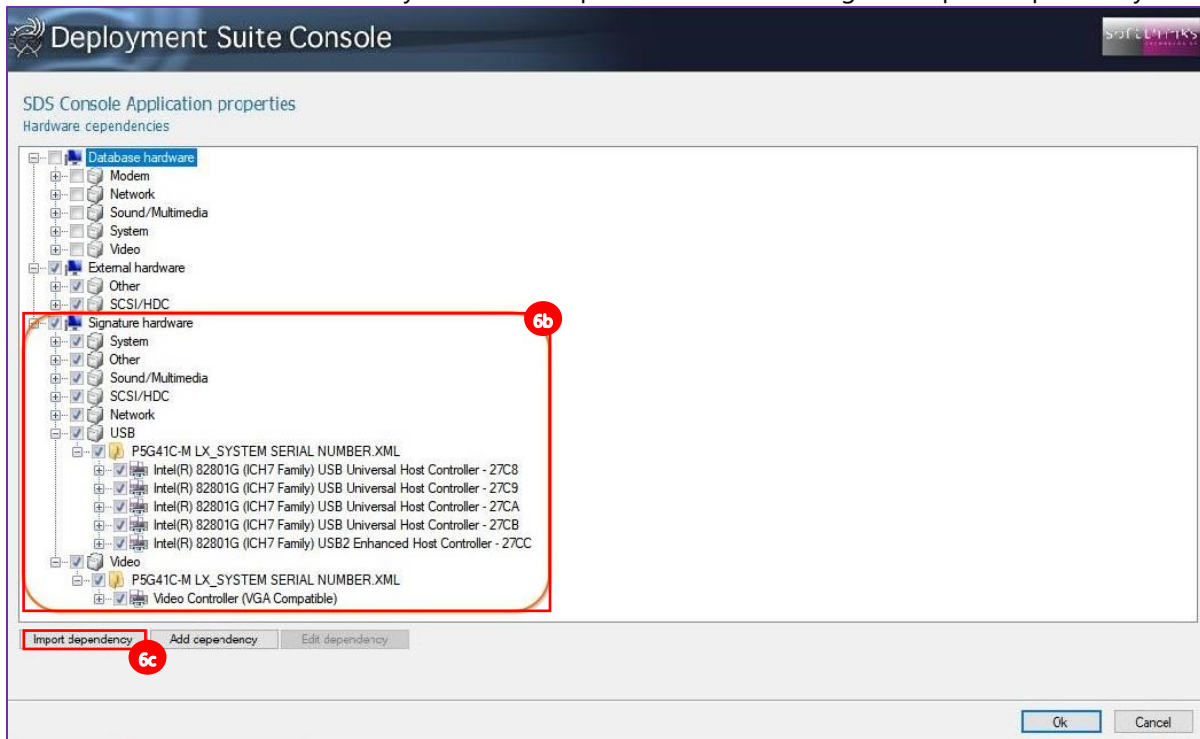 Deployment Suite Console
Softthinks
SDS Console Application properties
Hardware cependencies
Database hardware
Modem
Network
Sound/Multimedia
System
Video
External hardware
Other
SCSI/HDC
Signature hardware
6b
System
Other
Sound/Multimedia
SCSI/HDC
Network
USB
P5G41C-M LX_SYSTEM SERIAL NUMBER.XML
Intel(R) 82801G (ICH7 Family) USB Universal Host Controller - 27C8
Intel(R) 82801G (ICH7 Family) USB Universal Host Controller - 27C9
Intel(R) 82801G (ICH7 Family) USB Universal Host Controller - 27CA
Intel(R) 82801G (ICH7 Family) USB Universal Host Controller - 27CB
Intel(R) 82801G (ICH7 Family) USB2 Enhanced Host Controller - 27CC
Video
P5G41C-M LX_SYSTEM SERIAL NUMBER.XML
Video Controller (VGA Compatible)
Import dependency Add cependency Edit dependency
6c
Ok Cancel